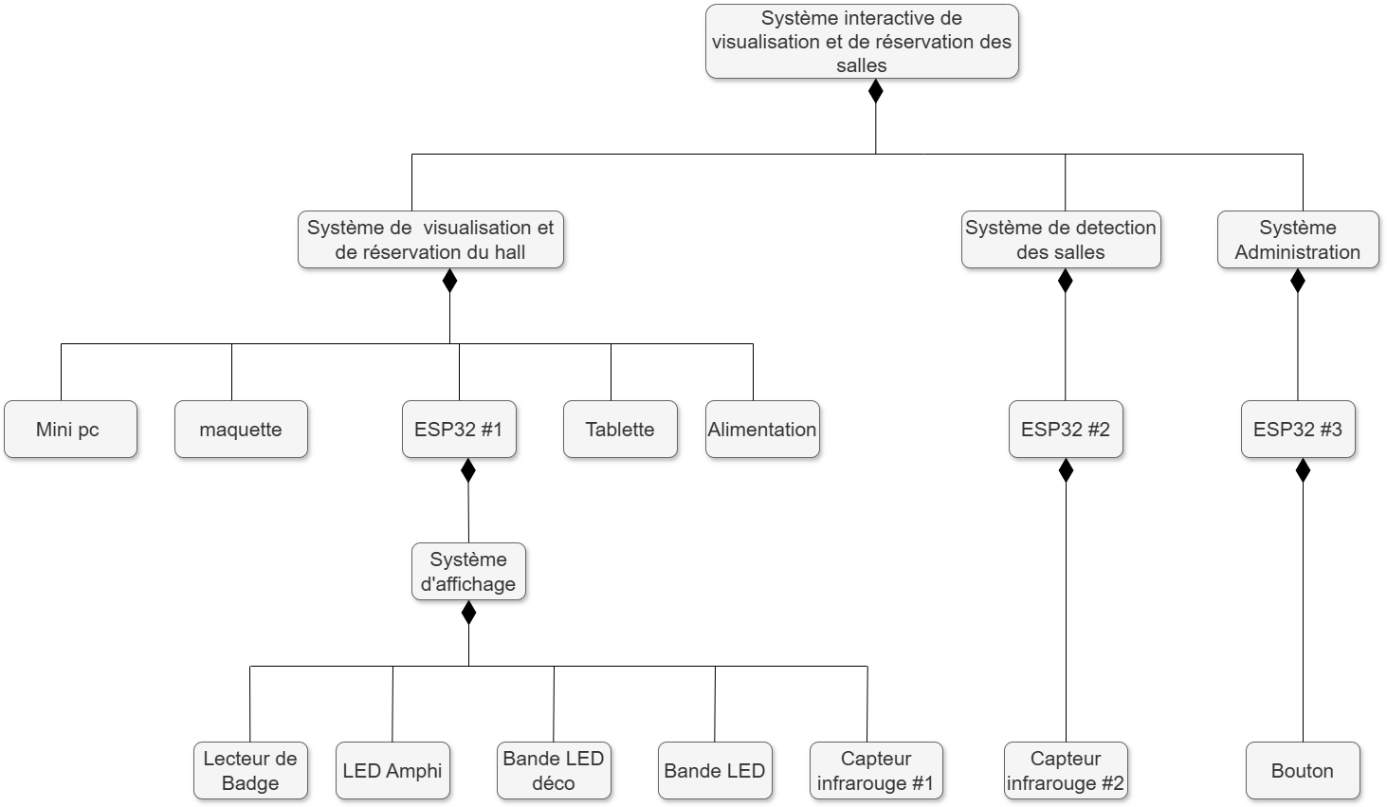 Système interactive de
visualisation et de réservation des
salles
Système de  visualisation et
de réservation du hall
Système de detection
des salles
Système
Administration
Mini pc
maquette
ESP32 #1
Tablette
Alimentation
ESP32 #2
ESP32 #3
Système
d'affichage
Lecteur de
Badge
LED Amphi
Bande LED
déco
Bande LED
Capteur
infrarouge #1
Capteur
infrarouge #2
Bouton